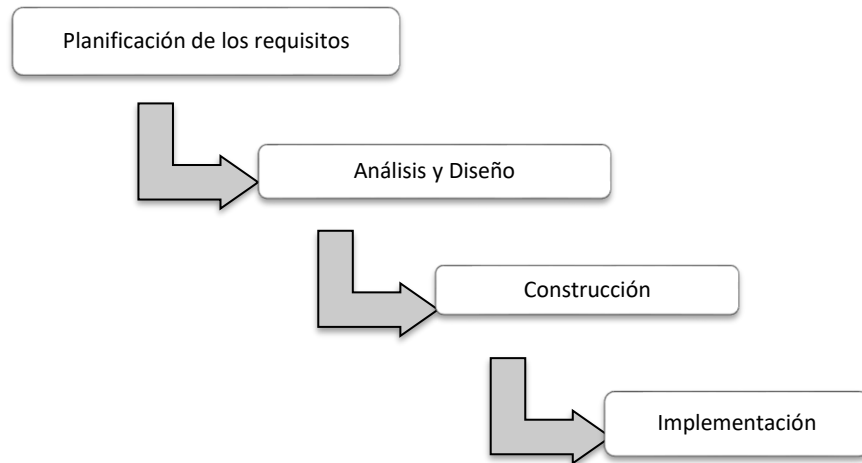 Planificación de los requisitos
Análisis y Diseño
Construcción
Implementación